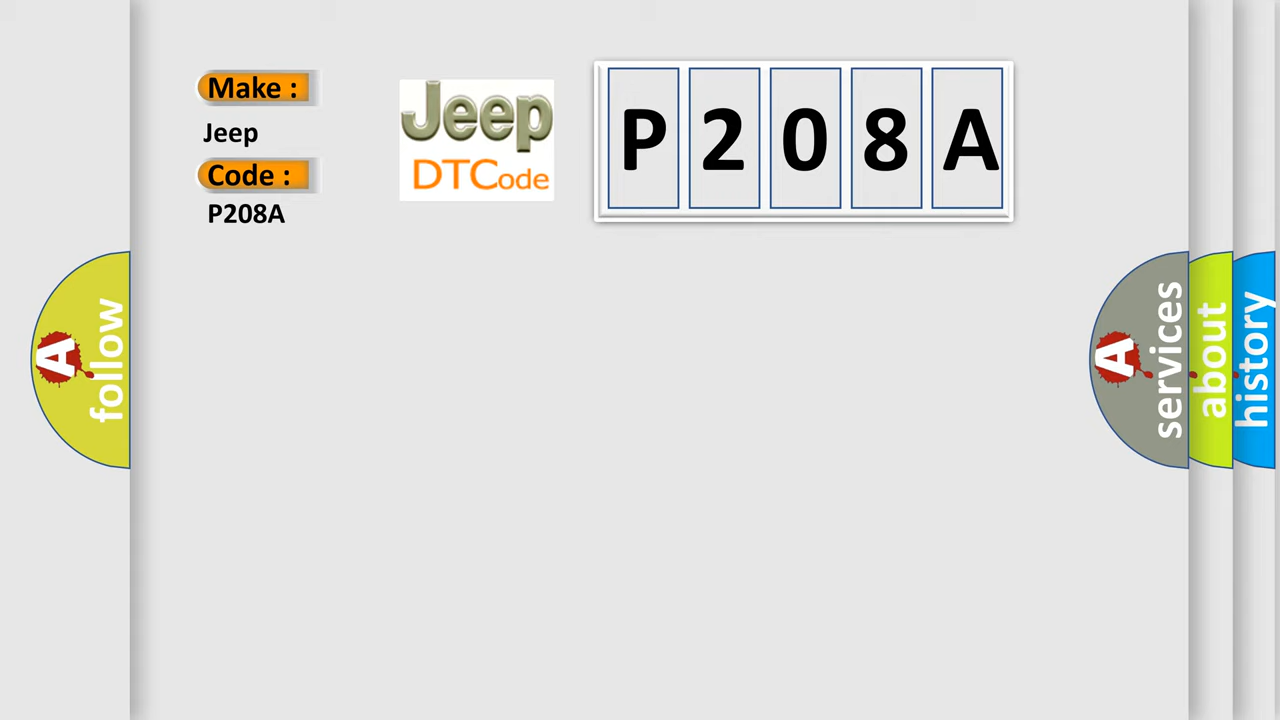 Make :
Jeep
Code :
P208A
Jeep
DTCode
P 2 0 8 A
A follow
A services
about
history